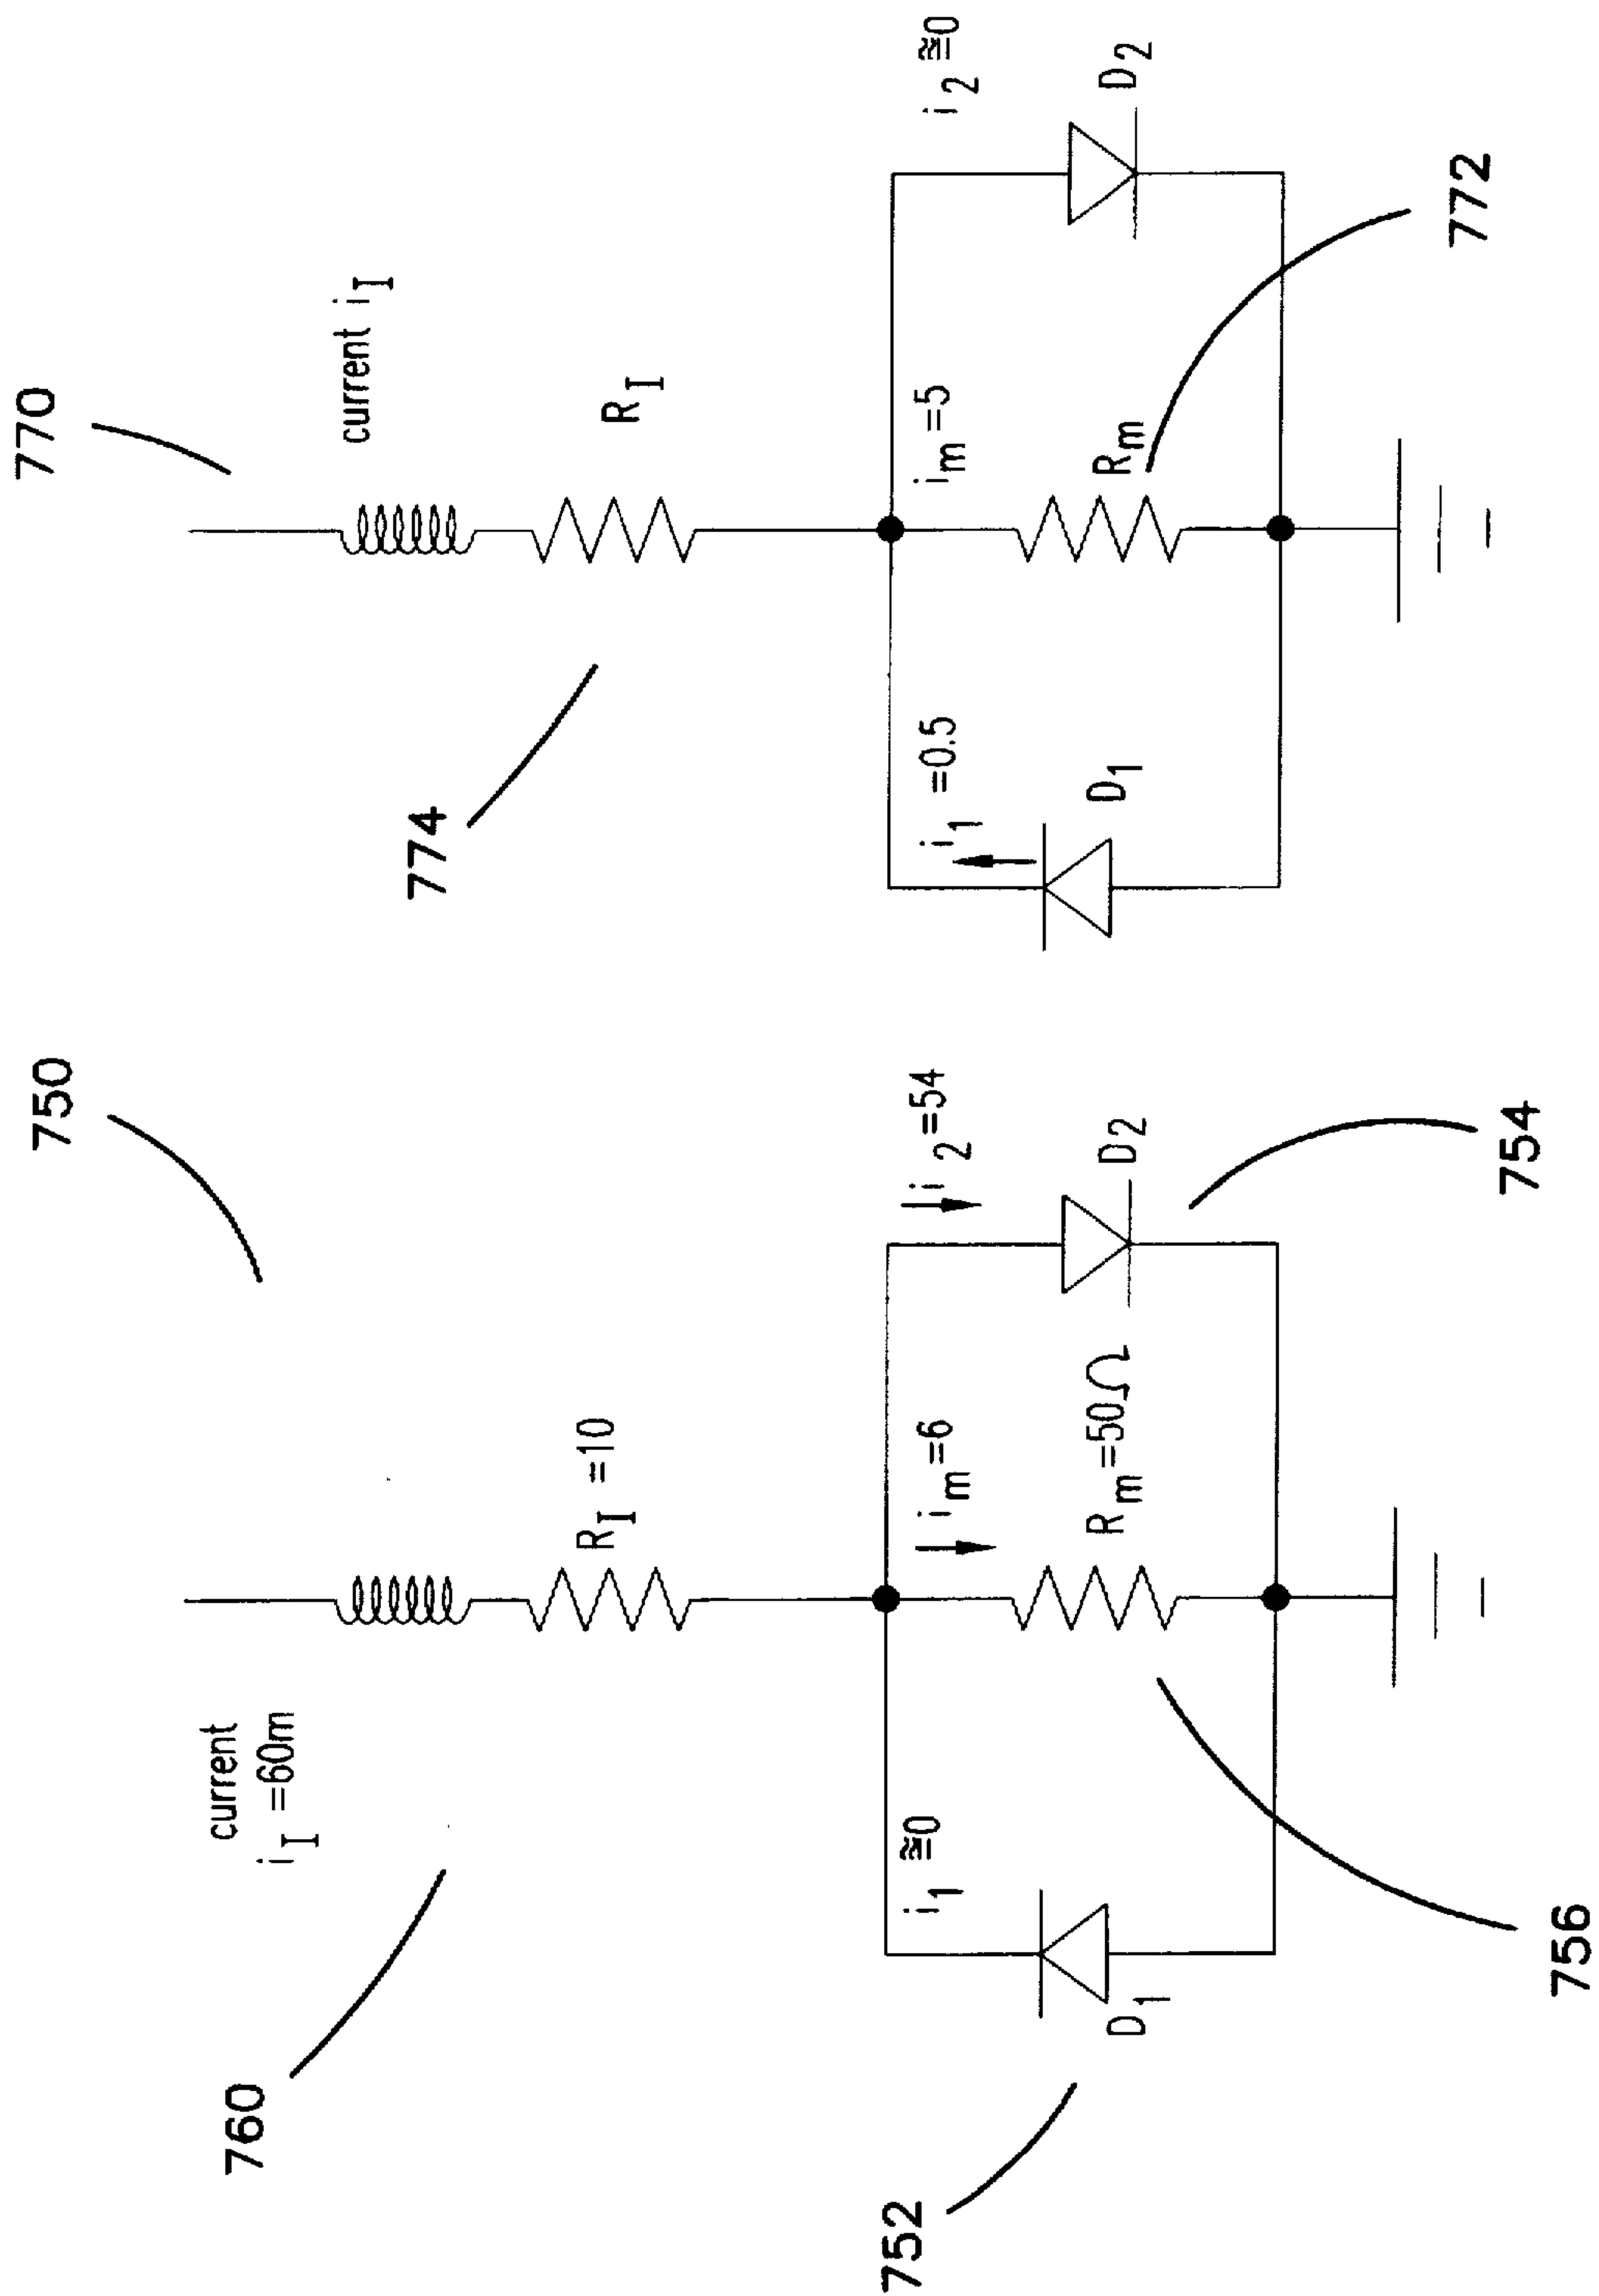 750
760
current
i_I =60m
R_I =10
i_1 ≅0
i_m =6
i_2 =54
D_1
R_m =50Ω
D_2
752
756
754
770
current i_I
R_I
774
i_1 =0.5
i_m =5
i_2 ≅0
D_1
R_m
D_2
772